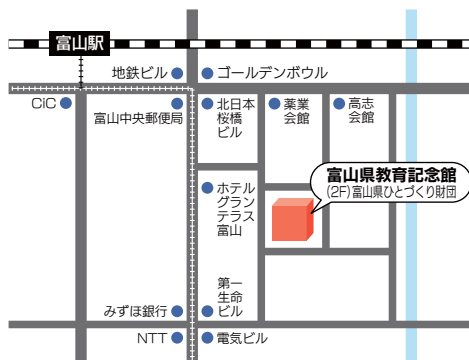 富山駅
地鉄ビル
ゴールデンボウル
CiC
富山中央郵便局
北日本
桜橋
ビル
薬業
会館
高志
会館
富山県教育記念館
(2F)富山県ひとづくり財団
ホテル
グラン
テラス
富山
第一
生命
ビル
みずほ銀行
NTT
電気ビル